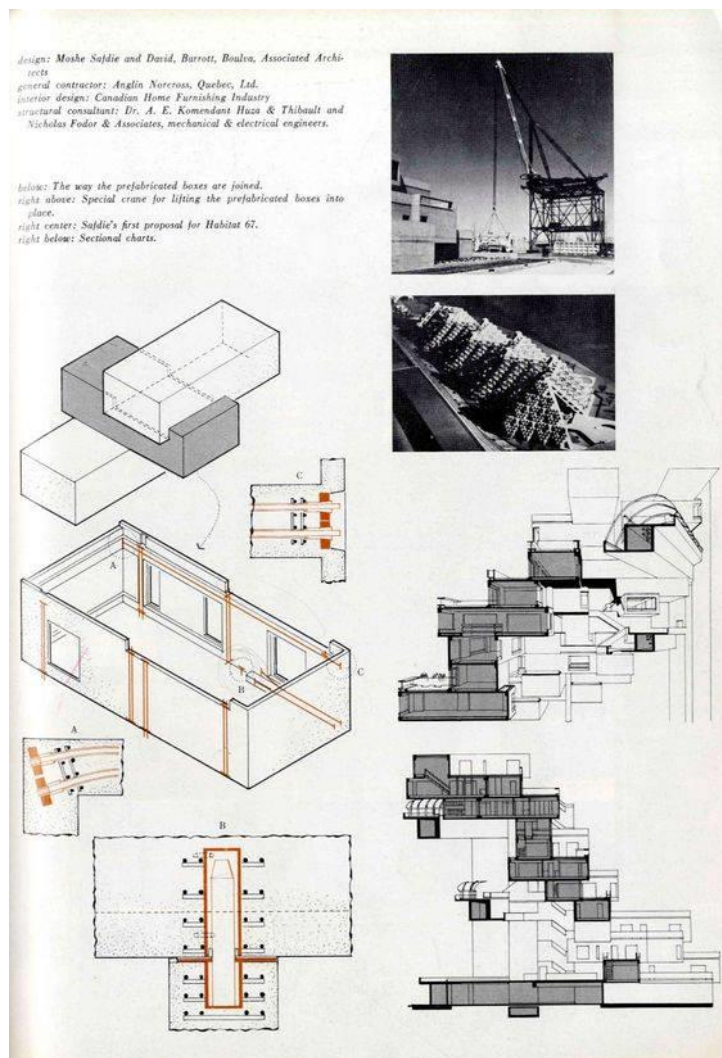 design: Moshe Safdie and David, Barrott, Boulva, Associated Archi-
tects
general contractor: Anglin Norcross, Quebec, Ltd.
interior design: Canadian Home Furnishing Industry
structural consultant: Dr. A. E. Komendant Huza & Thibault and
Nicholas Fodor & Associates, mechanical & electrical engineers.
below: The way the prefabricated boxes are joined.
right above: Special crane for lifting the prefabricated boxes into
place.
right center: Safdie's first proposal for Habitat 67.
right below: Sectional charts.
C
A
B
C
A
B